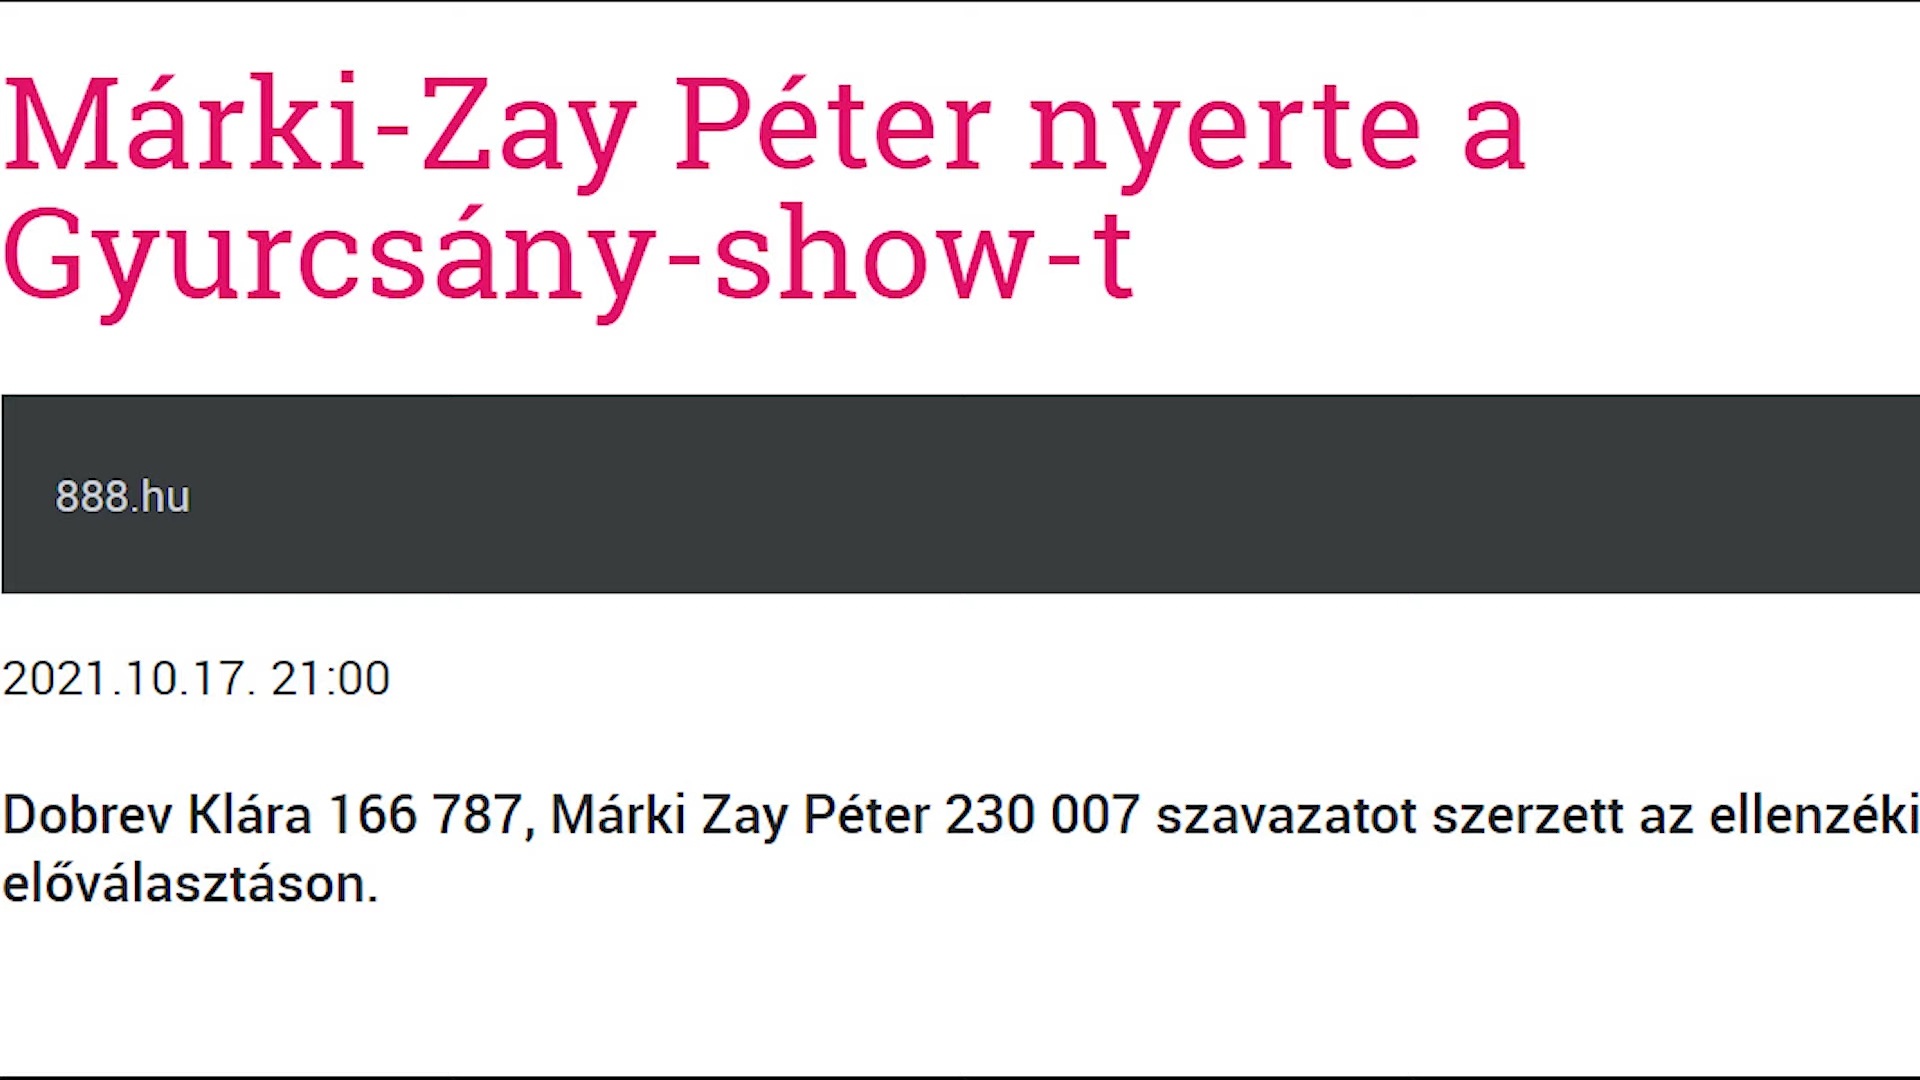 Márki-Zay Péter nyerte a
Gyurcsány-show-t
888.hu
2021.10.17. 21:00
Dobrev Klára 166 787, Márki Zay Péter 230 007 szavazatot szerzett az ellenzéki
előválasztáson.